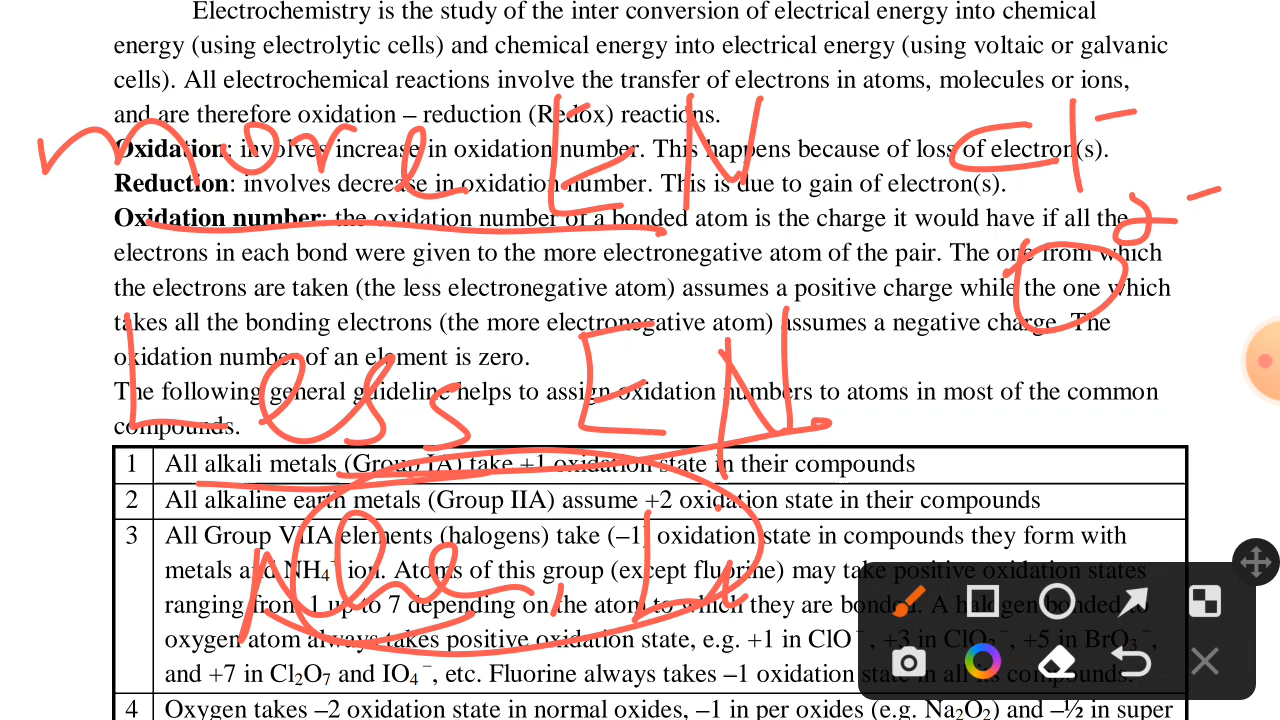 Electrochemistry is the study of the inter conversion of electrical energy into chemical
energy (using electrolytic cells) and chemical energy into electrical energy (using voltaic or galvanic
cells). All electrochemical reactions involve the transfer of electrons in atoms, molecules or ions,
and are therefore oxidation – reduction (Redox) reactions.
more EN Cl⁻
Oxidation: involves increase in oxidation number. This happens because of loss of electron(s).
Reduction: involves decrease in oxidation number. This is due to gain of electron(s).
Oxidation number: the oxidation number of a bonded atom is the charge it would have if all the
O²⁻
electrons in each bond were given to the more electronegative atom of the pair. The one from which
the electrons are taken (the less electronegative atom) assumes a positive charge while the one which
takes all the bonding electrons (the more electronegative atom) assumes a negative charge. The
oxidation number of an element is zero.
Less EN.
The following general guideline helps to assign oxidation numbers to atoms in most of the common
compounds.
1 All alkali metals (Group IA) take +1 oxidation state in their compounds
2 All alkaline earth metals (Group IIA) assume +2 oxidation state in their compounds
3 All Group VIIA elements (halogens) take (–1) oxidation state in compounds they form with
metals and NH₄⁺ ion. Atoms of this group (except fluorine) may take positive oxidation states
ranging from 1 up to 7 depending on the atom to which they are bonded. A halogen bonded to
oxygen atom always takes positive oxidation state, e.g. +1 in ClO⁻, +3 in ClO₂⁻, +5 in BrO₃⁻,
and +7 in Cl₂O₇ and IO₄⁻, etc. Fluorine always takes –1 oxidation state in all its compounds.
4 Oxygen takes –2 oxidation state in normal oxides, –1 in per oxides (e.g. Na₂O₂) and –½ in super